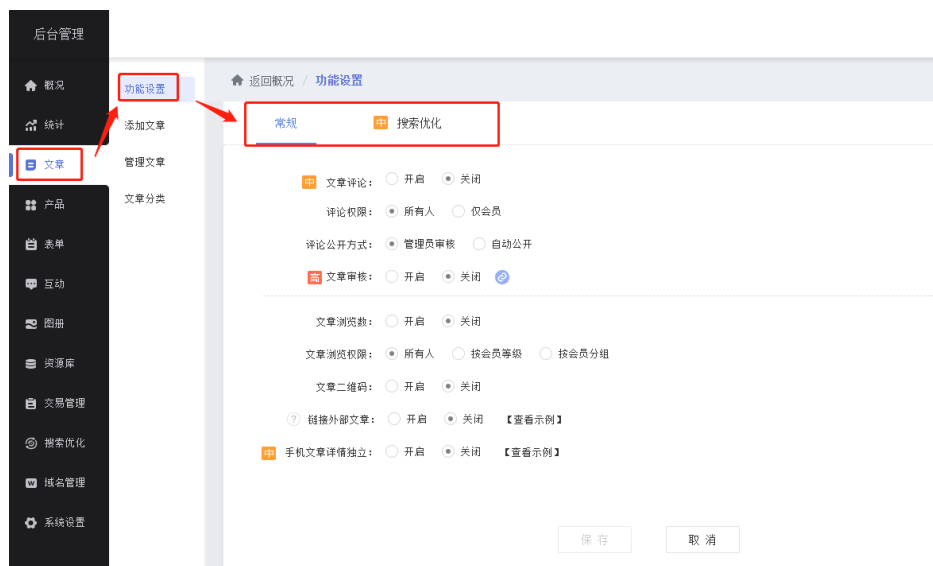 后台管理
概况
统计
文章
产品
表单
互动
图册
资源库
交易管理
搜索优化
域名管理
系统设置
功能设置
添加文章
管理文章
文章分类
返回概况 / 功能设置
常规 中 搜索优化
中 文章评论: 开启 关闭
评论权限: 所有人 仅会员
评论公开方式: 管理员审核 自动公开
高 文章审核: 开启 关闭
文章浏览数: 开启 关闭
文章浏览权限: 所有人 按会员等级 按会员分组
文章二维码: 开启 关闭
? 链接外部文章: 开启 关闭 【查看示例】
中 手机文章详情独立: 开启 关闭 【查看示例】
保存 取消